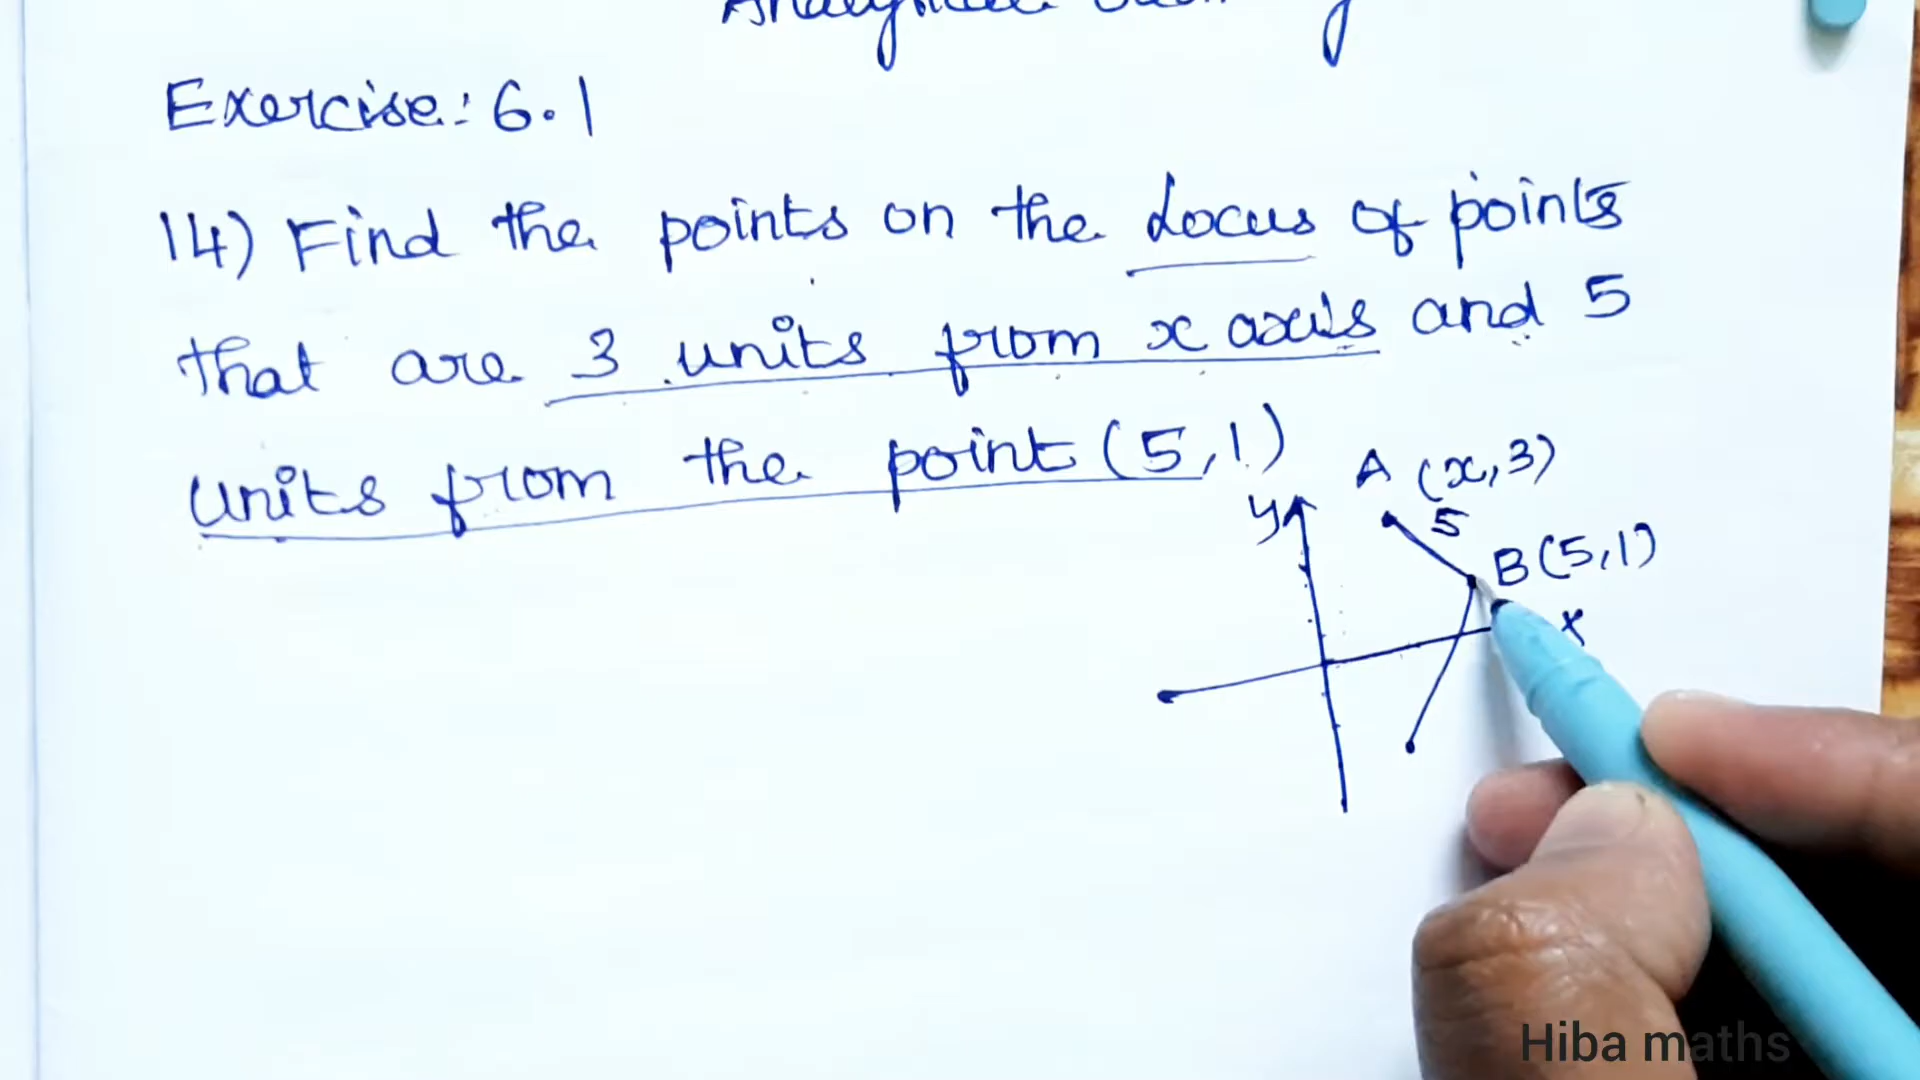 Exercise: 6.1
14) Find the points on the Locus of points
that are 3 units from x axis and 5
units from the point (5,1)
A (x,3)
y
5
B(5,1)
x
Hiba maths